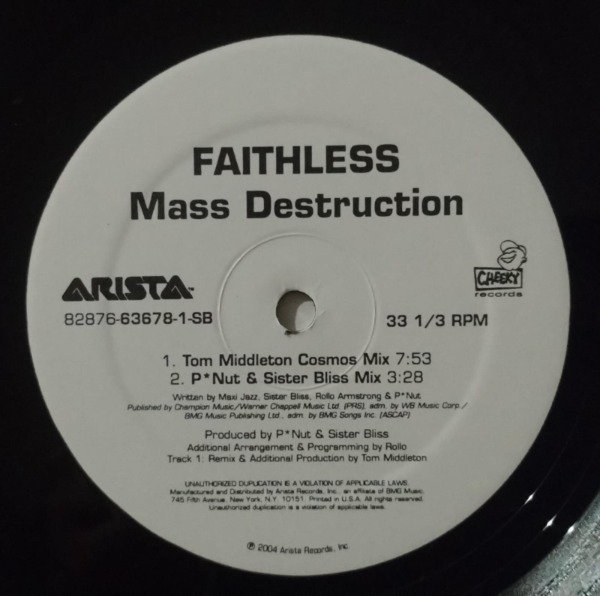 FAITHLESS
Mass Destruction
ARISTA™
CHEEKY
records
82876-63678-1-SB
33 1/3 RPM
1. Tom Middleton Cosmos Mix 7:53
2. P*Nut & Sister Bliss Mix 3:28
Written by Maxi Jazz, Sister Bliss, Rollo Armstrong & P*Nut
Published by Champion Music/Warner Chappell Music Ltd. (PRS), adm. by WB Music Corp./
BMG Music Publishing Ltd., adm. by BMG Songs Inc. (ASCAP)
Produced by P*Nut & Sister Bliss
Additional Arrangement & Programming by Rollo
Track 1: Remix & Additional Production by Tom Middleton
UNAUTHORIZED DUPLICATION IS A VIOLATION OF APPLICABLE LAWS.
Manufactured and Distributed by Arista Records, Inc., an affiliate of BMG Music,
745 Fifth Avenue, New York, N.Y. 10151. Printed in U.S.A. All rights reserved.
Unauthorized duplication is a violation of applicable laws.
℗ 2004 Arista Records, Inc